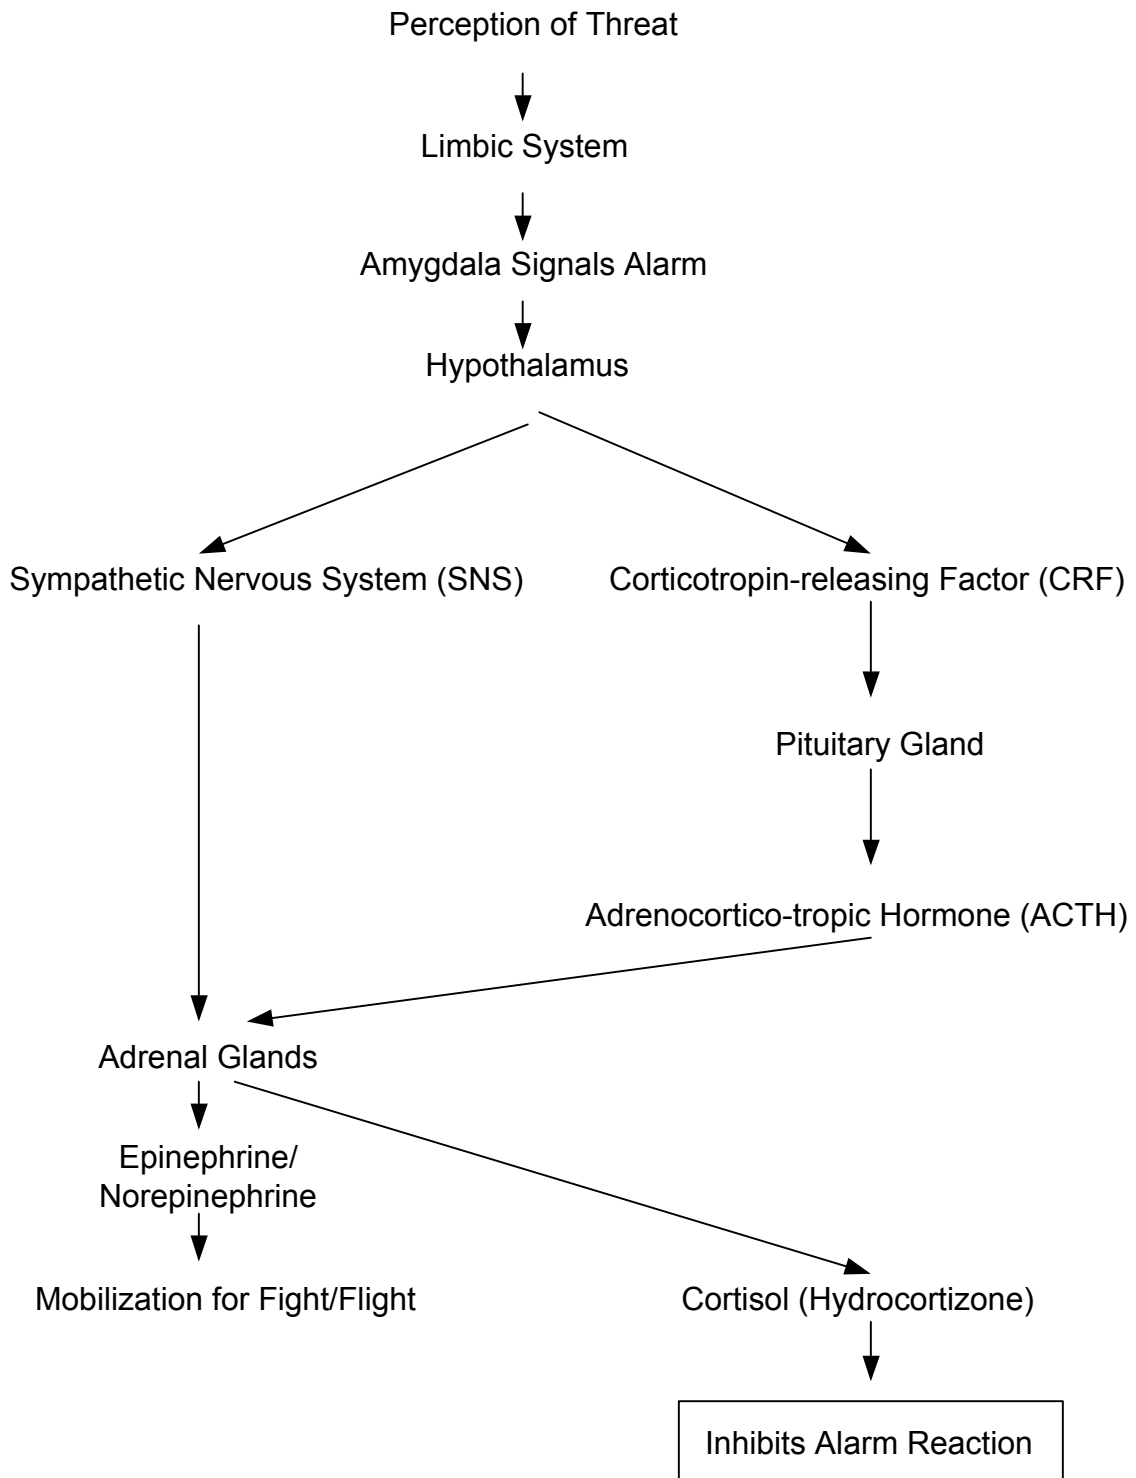 Perception of Threat
Limbic System
Amygdala Signals Alarm
Hypothalamus
Sympathetic Nervous System (SNS)
Corticotropin-releasing Factor (CRF)
Pituitary Gland
Adrenocortico-tropic Hormone (ACTH)
Adrenal Glands
Epinephrine/
Norepinephrine
Mobilization for Fight/Flight
Cortisol (Hydrocortizone)
Inhibits Alarm Reaction